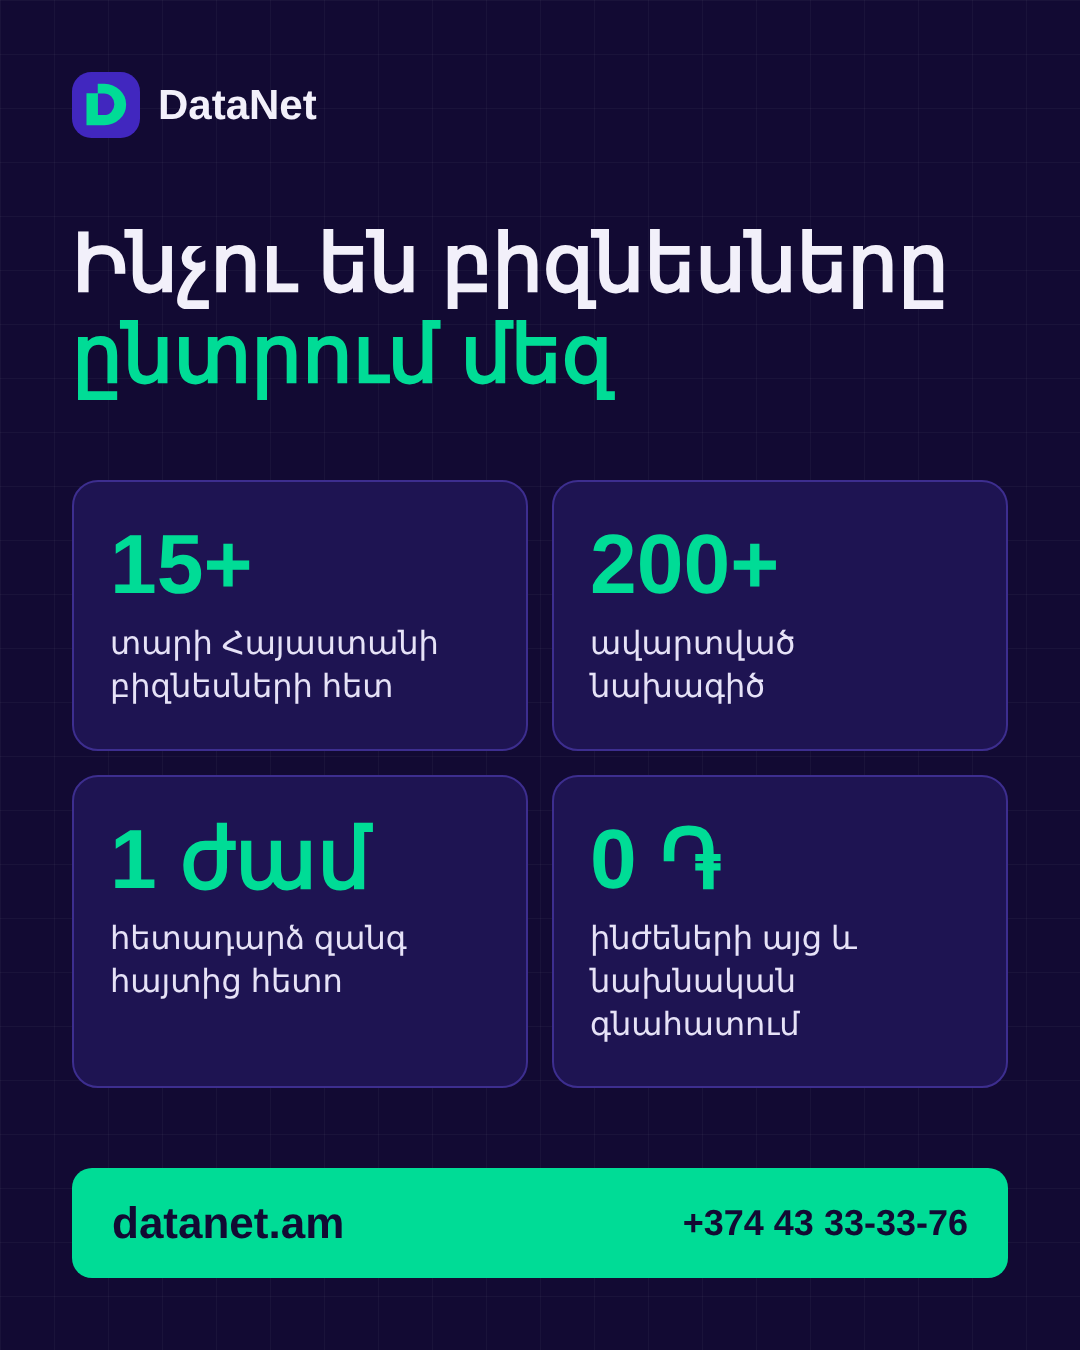 DataNet
Ինչու են բիզնեսները
ընտրում մեզ
15+
տարի Հայաստանի
բիզնեսների հետ
200+
ավարտված
նախագիծ
1 ժամ
հետադարձ զանգ
հայտից հետո
0 ֏
ինժեների այց և
նախնական
գնահատում
datanet.am
+374 43 33-33-76